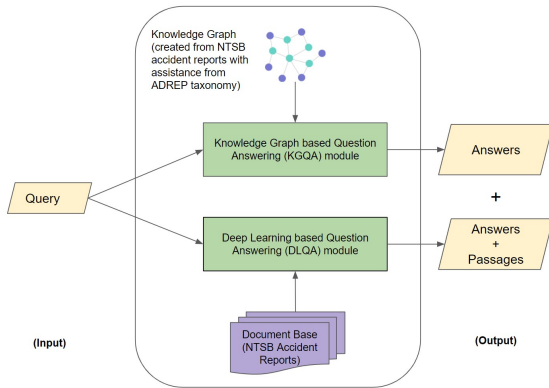 Knowledge Graph
(created from NTSB
accident reports with
assistance from
ADREP taxonomy)
Knowledge Graph based Question
Answering (KGQA) module
Answers
Query
+
Deep Learning based Question
Answering (DLQA) module
Answers
+
Passages
Document Base
(NTSB Accident
Reports)
(Input)
(Output)